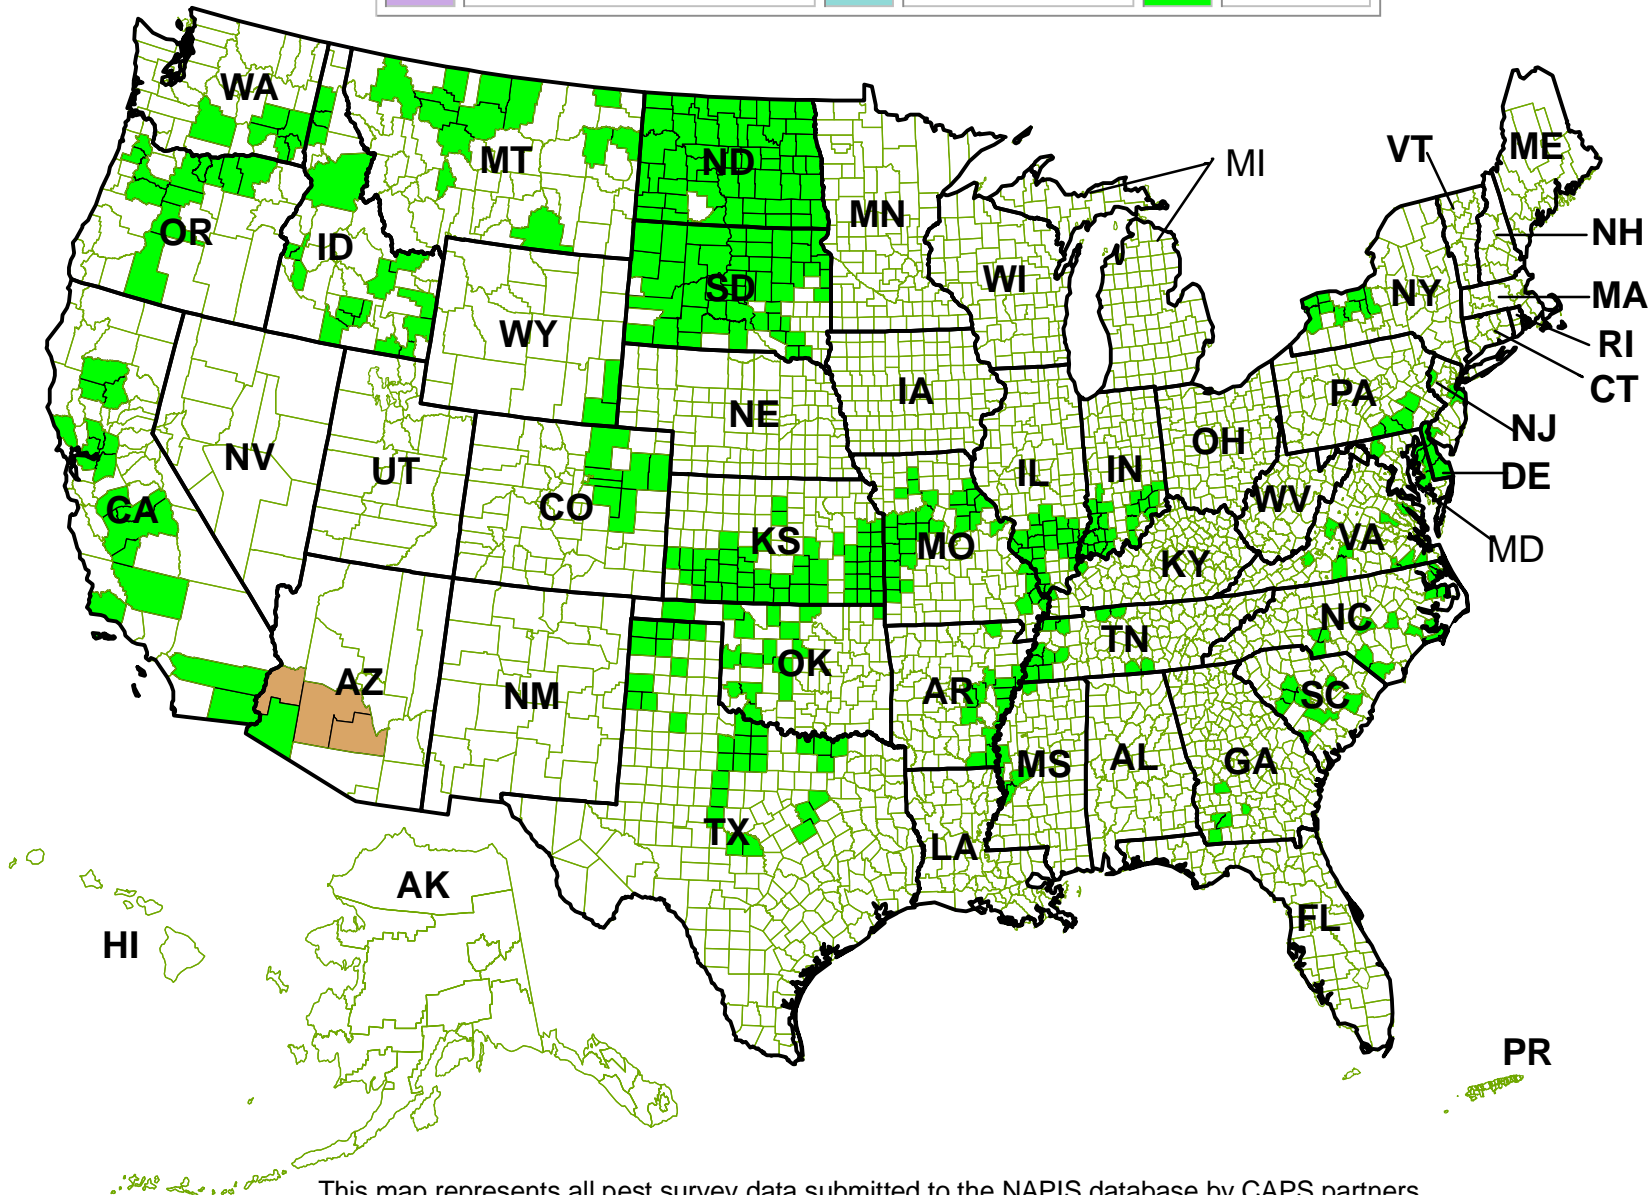 WA
MT
ND
MN
MI
VT
ME
OR
ID
SD
WI
NY
NH
MA
RI
CT
WY
IA
NE
PA
NJ
NV
UT
CO
IL
IN
OH
DE
CA
KS
MO
WV
VA
MD
KY
AZ
NM
OK
AR
TN
NC
SC
MS
AL
GA
TX
LA
FL
AK
HI
PR
This map represents all pest survey data submitted to the NAPIS database by CAPS partners